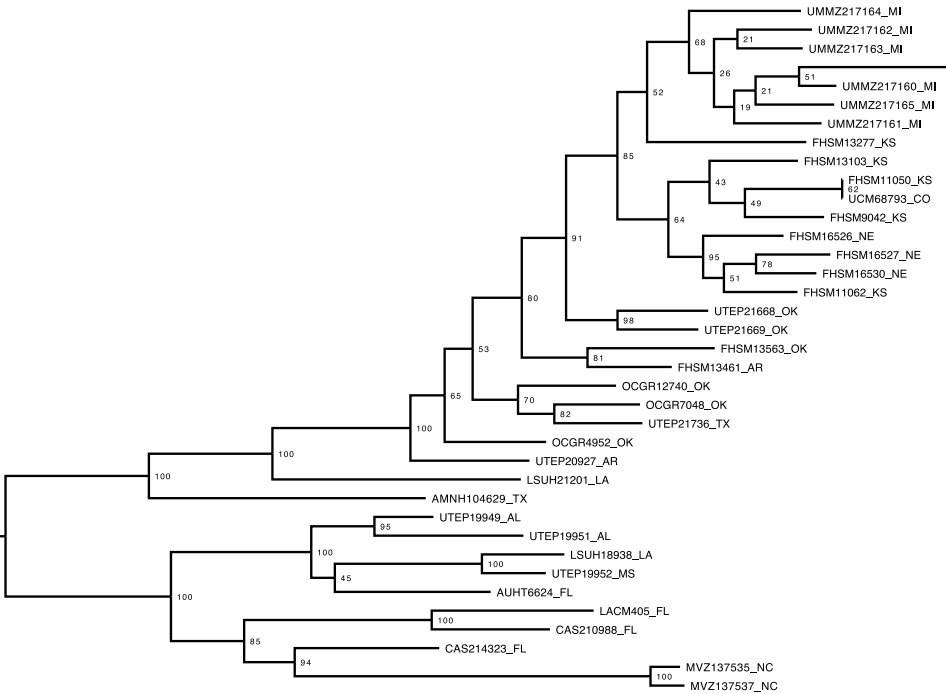 UMMZ217164_MI
68
UMMZ217162_MI
21
UMMZ217163_MI
26
51
UMMZ217160_MI
21
UMMZ217165_MI
19
UMMZ217161_MI
52
FHSM13277_KS
85
FHSM13103_KS
43
FHSM11050_KS
62
UCM68793_CO
49
FHSM9042_KS
64
FHSM16526_NE
95
FHSM16527_NE
78
FHSM16530_NE
51
FHSM11062_KS
91
UTEP21668_OK
98
UTEP21669_OK
80
FHSM13563_OK
81
FHSM13461_AR
53
OCGR12740_OK
70
OCGR7048_OK
82
UTEP21736_TX
65
OCGR4952_OK
100
UTEP20927_AR
100
LSUH21201_LA
100
AMNH104629_TX
UTEP19949_AL
95
UTEP19951_AL
100
LSUH18938_LA
100
UTEP19952_MS
45
AUHT6624_FL
100
LACM405_FL
100
CAS210988_FL
85
CAS214323_FL
94
MVZ137535_NC
100
MVZ137537_NC